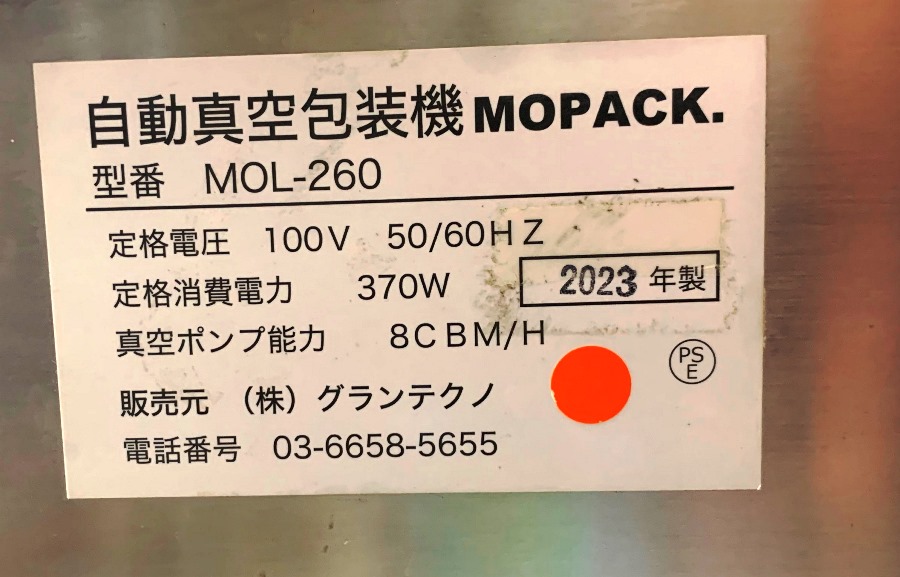 自動真空包装機 MOPACK.
型番 MOL-260
定格電圧 100V 50/60HZ
定格消費電力 370W
2023 年製
真空ポンプ能力 8CBM/H
販売元 （株）グランテクノ
PSE
電話番号 03-6658-5655